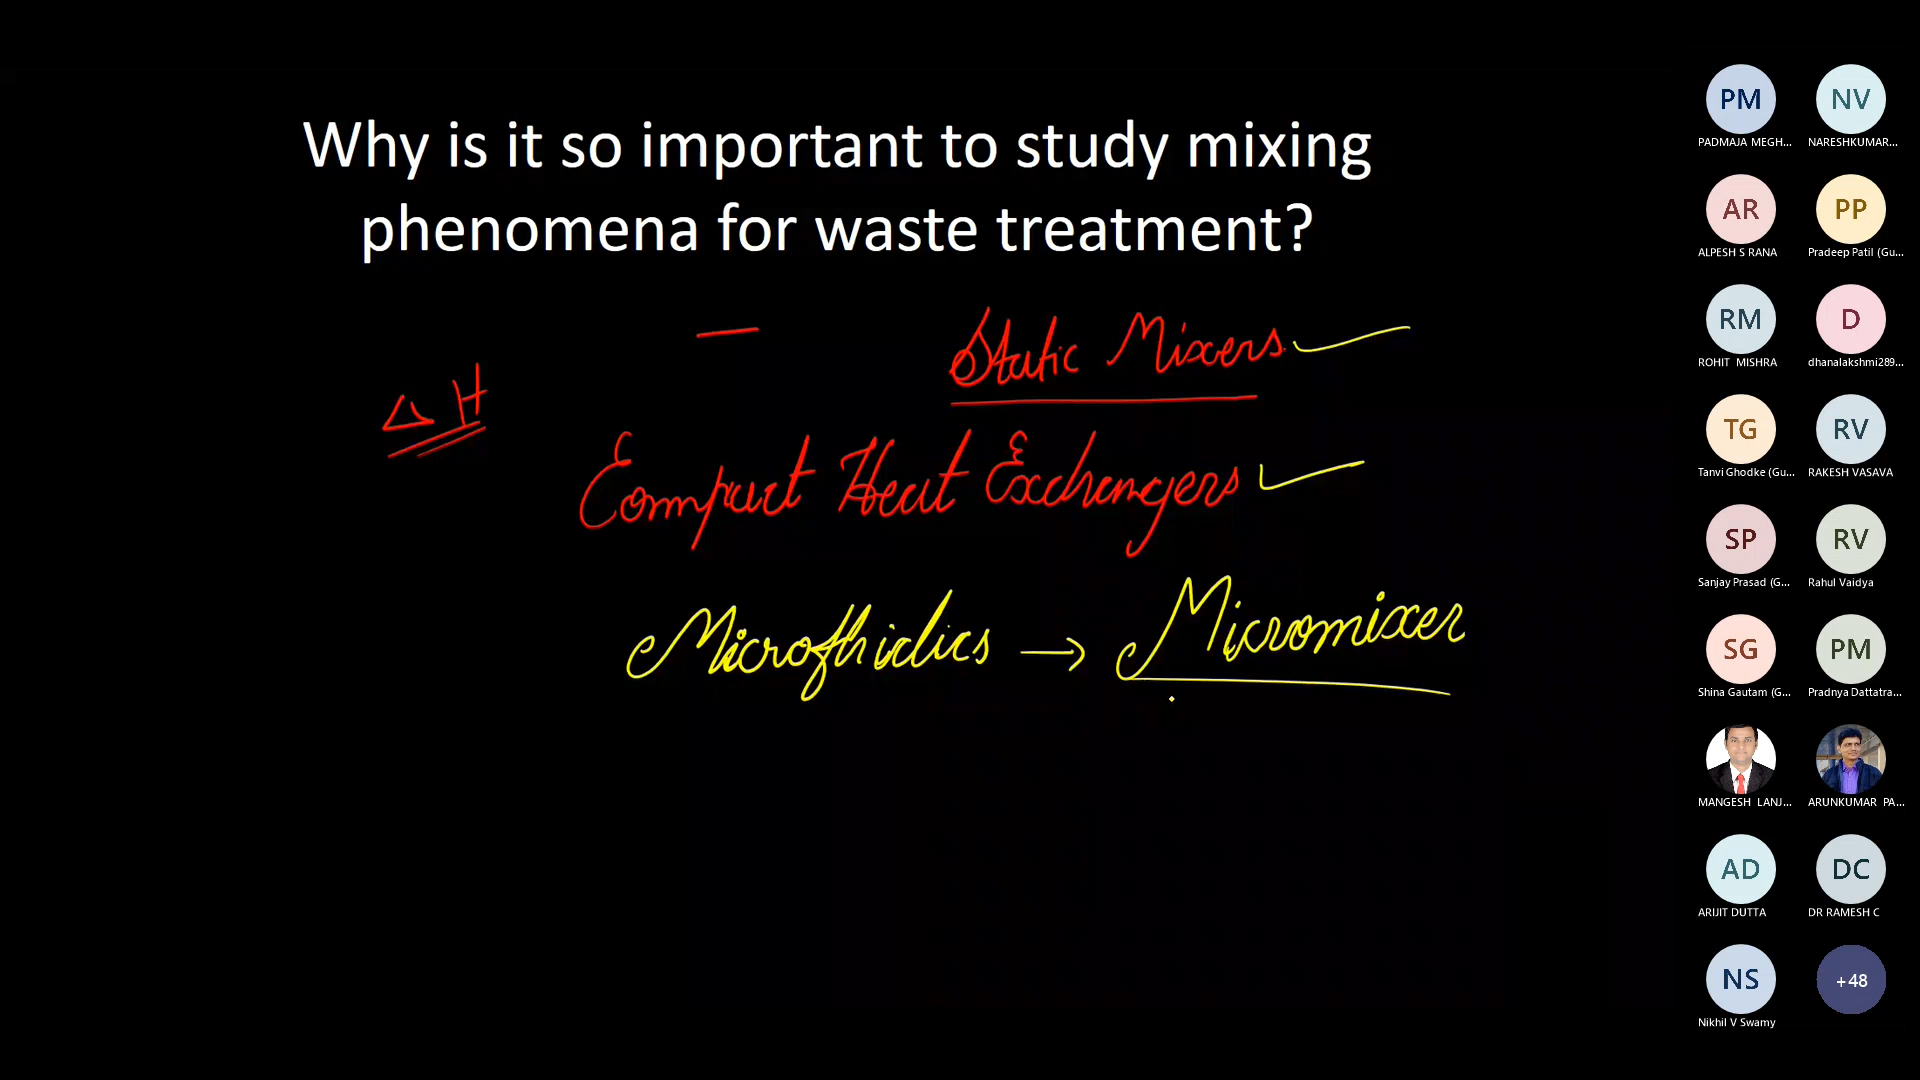 Why is it so important to study mixing
phenomena for waste treatment?
Static Mixers
Δ H
Compact Heat Exchangers
Microfluidics → Micromixer
PM NV
PADMAJA MEGH... NARESHKUMAR...
AR PP
ALPESH S RANA Pradeep Patil (Gu...
RM D
ROHIT MISHRA dhanalakshmi289...
TG RV
Tanvi Ghodke (Gu... RAKESH VASAVA
SP RV
Sanjay Prasad (G... Rahul Vaidya
SG PM
Shina Gautam (G... Pradnya Dattatra...
MANGESH LANJ... ARUNKUMAR PA...
AD DC
ARIJIT DUTTA DR RAMESH C
NS +48
Nikhil V Swamy